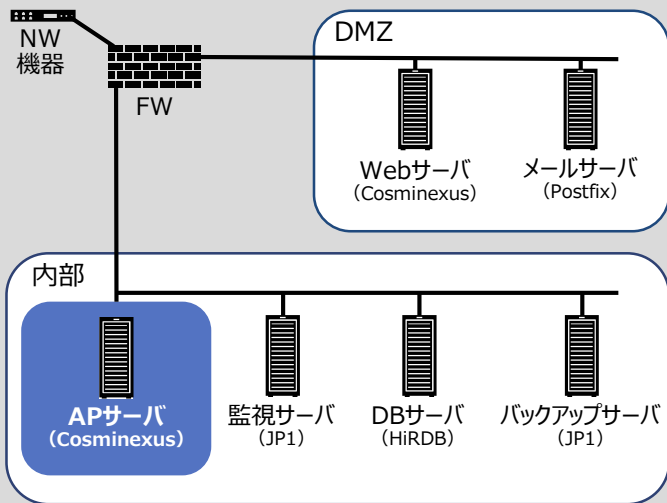 NW
機器
FW
DMZ
Webサーバ
（Cosminexus）
メールサーバ
（Postfix）
内部
APサーバ
（Cosminexus）
監視サーバ
（JP1）
DBサーバ
（HiRDB）
バックアップサーバ
（JP1）